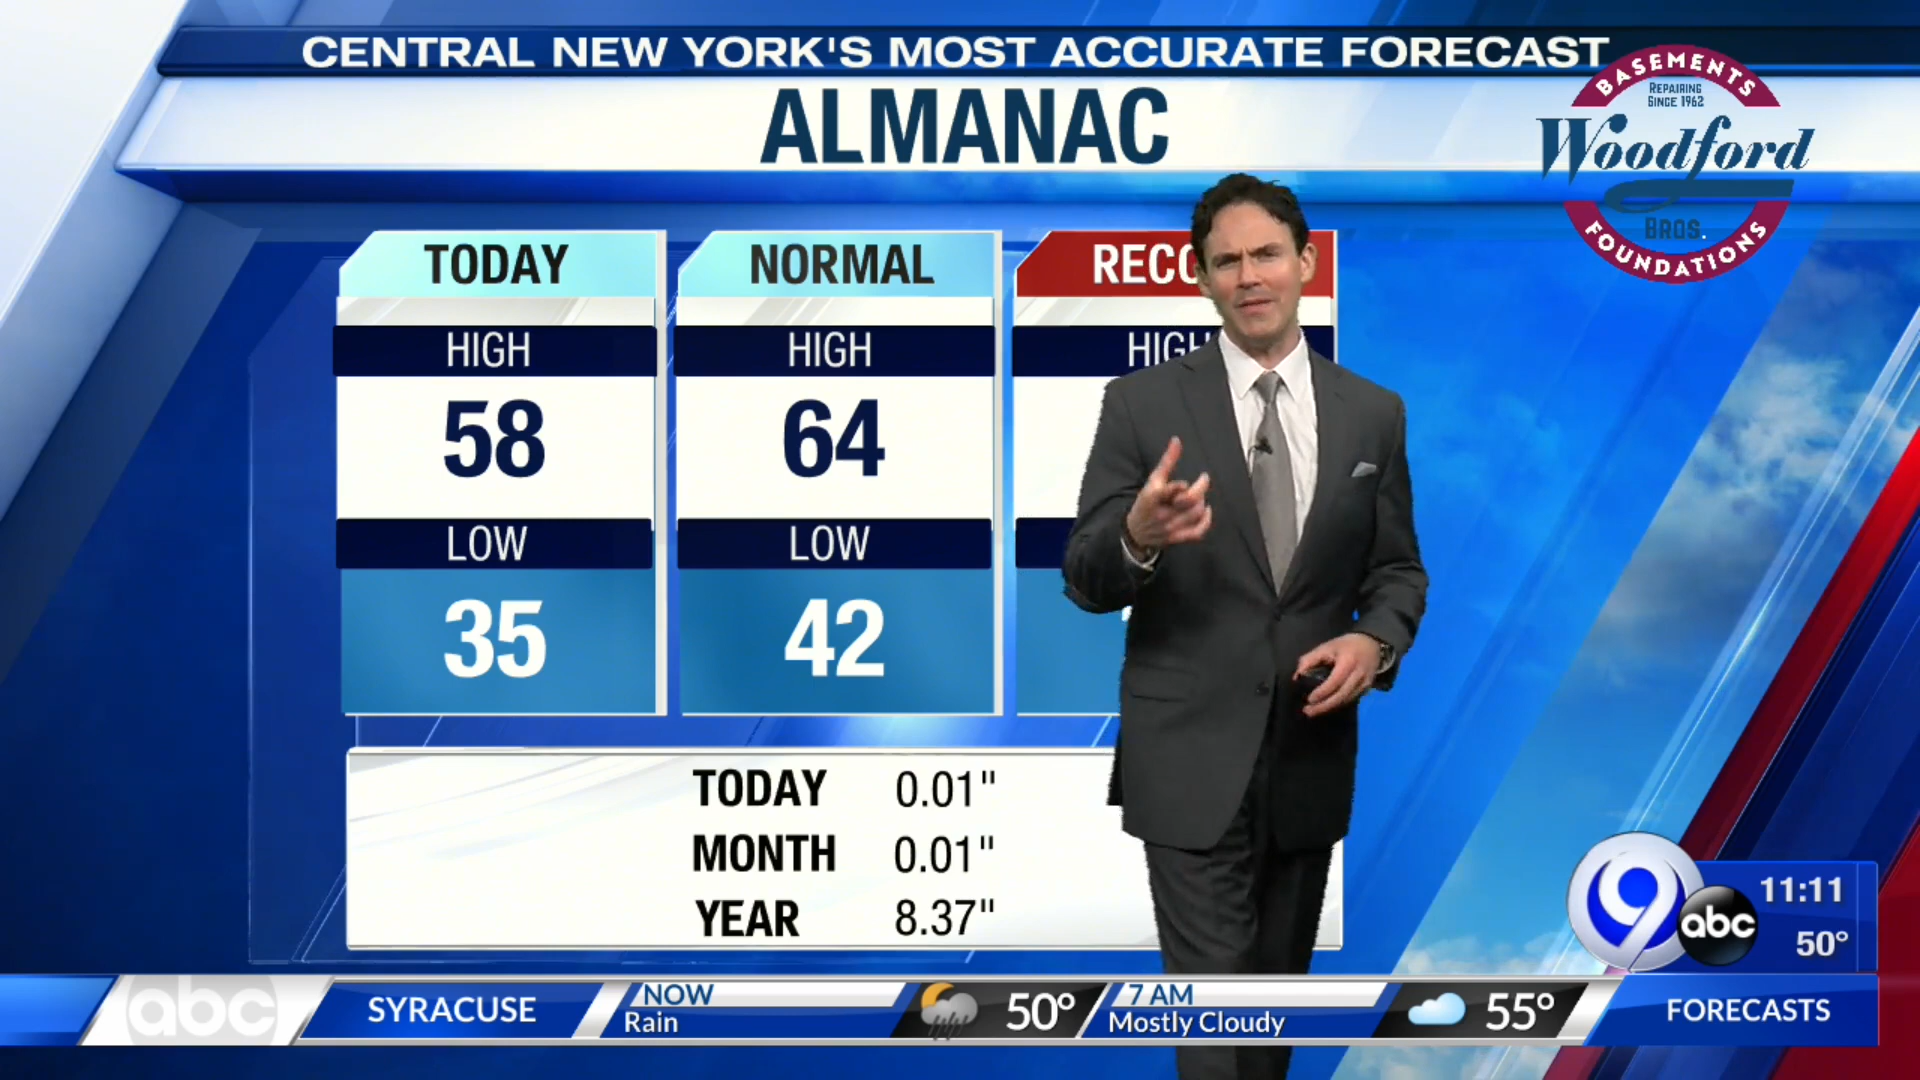 CENTRAL NEW YORK'S MOST ACCURATE FORECAST
ALMANAC
BASEMENTS
REPAIRING
SINCE 1962
Woodford
BROS.
FOUNDATIONS
TODAY
HIGH
58
LOW
35
NORMAL
HIGH
64
LOW
42
TODAY 0.01"
MONTH 0.01"
YEAR 8.37"
9
abc
11:11
50°
abc
SYRACUSE
NOW
Rain
50°
7 AM
Mostly Cloudy
55°
FORECASTS